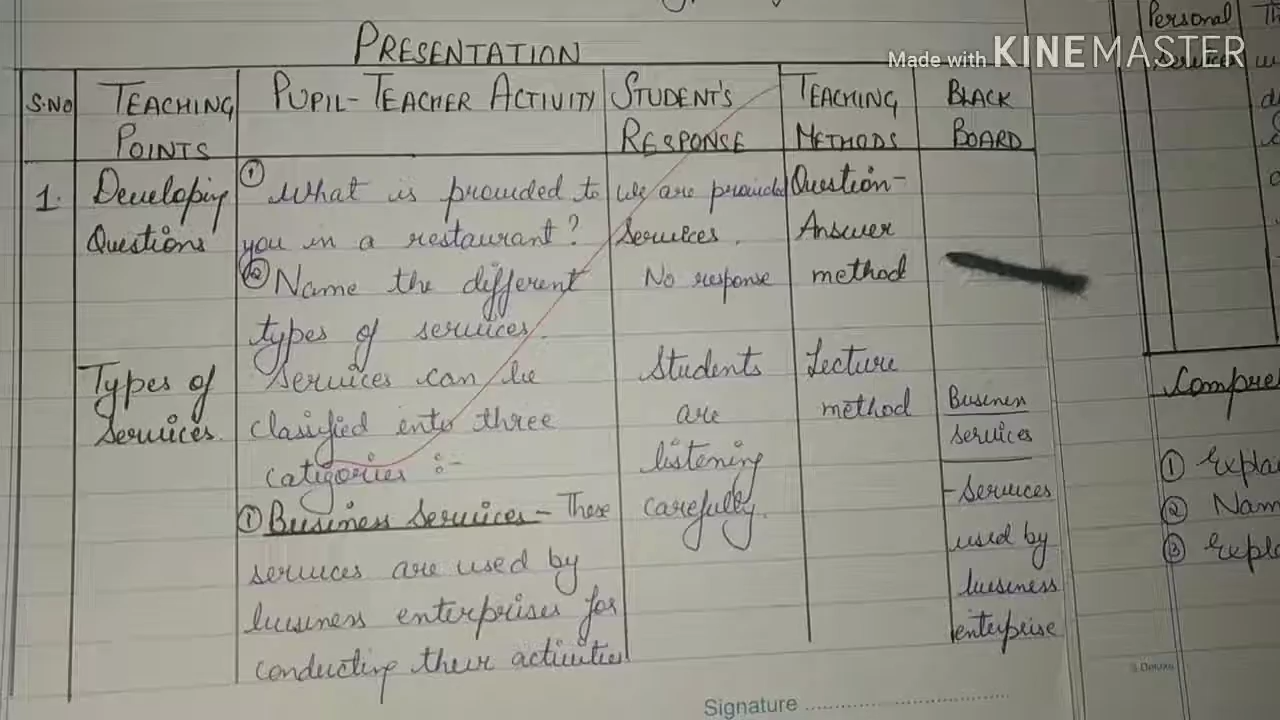 PRESENTATION
Made with KINEMASTER
S.NO
TEACHING
POINTS
PUPIL-TEACHER ACTIVITY
STUDENT'S
RESPONSE
TEACHING
METHODS
BLACK
BOARD
1.
Developing
Questions
① What is provided to
you in a restaurant?
② Name the different
types of services.
We are provided
services.
No response
Question-
Answer
method
Types of
Services.
Services can be
classified into three
categories :-
① Business Services - These
services are used by
business enterprises for
conducting their activities
Students
are
listening
carefully.
Lecture
method
Business
services
- Services
used by
business
enterprise
Signature
Personal
Services
① Expla
② Nam
③ Expla